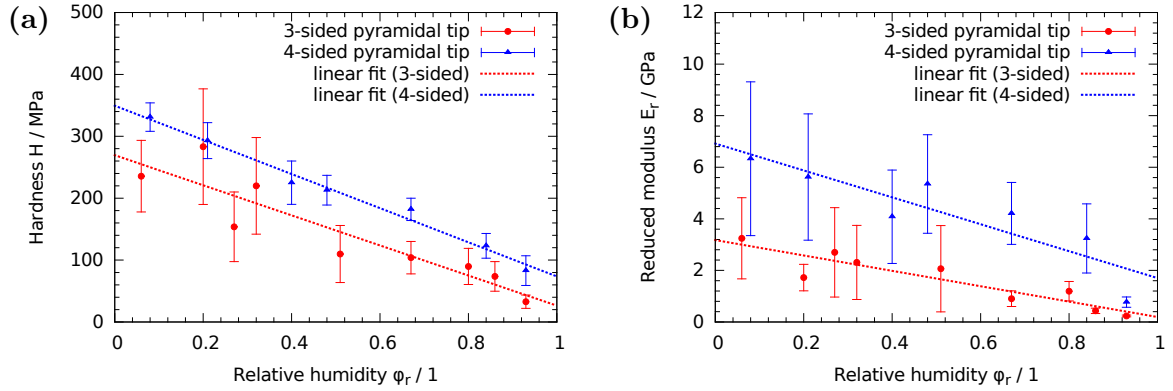 (a)
500
400
300
200
100
0
Hardness H / MPa
3-sided pyramidal tip
4-sided pyramidal tip
linear fit (3-sided)
linear fit (4-sided)
0 0.2 0.4 0.6 0.8 1
Relative humidity φr / 1
(b)
12
10
8
6
4
2
0
Reduced modulus Er / GPa
3-sided pyramidal tip
4-sided pyramidal tip
linear fit (3-sided)
linear fit (4-sided)
0 0.2 0.4 0.6 0.8 1
Relative humidity φr / 1